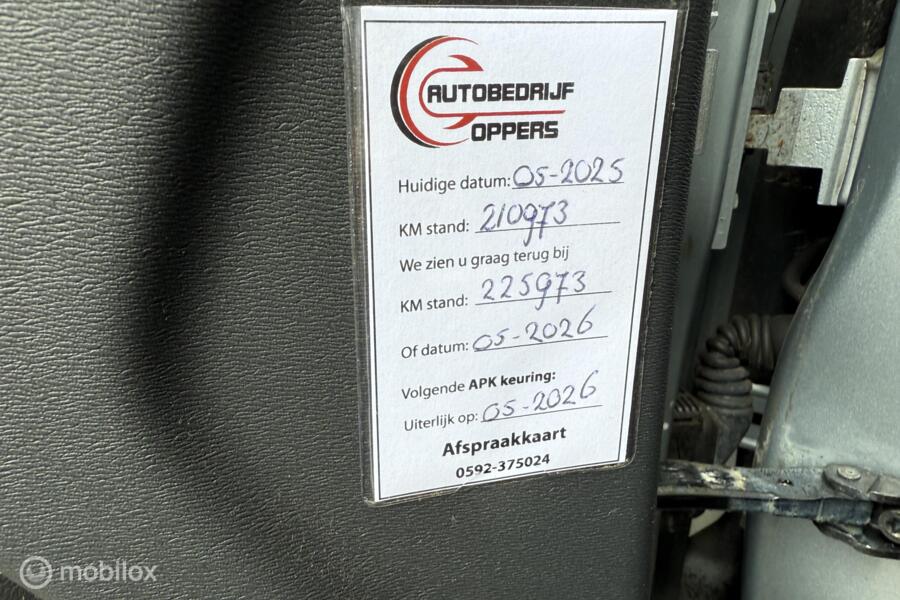 AUTOBEDRIJF
OPPERS
Huidige datum: 05-2025
KM stand: 210973
We zien u graag terug bij
KM stand: 225973
Of datum: 05-2026
Volgende APK keuring:
Uiterlijk op: 05-2026
Afspraakkaart
0592-375024
mobilox